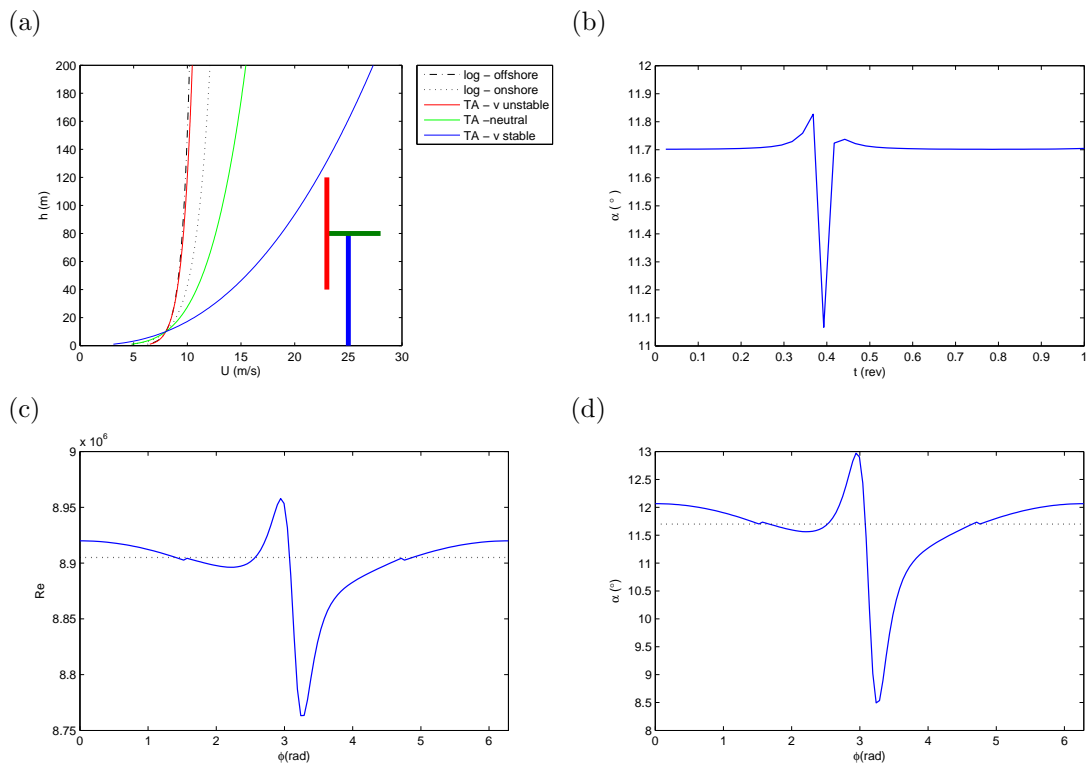 (a)
200
180
160
140
120
100
80
60
40
20
0
h (m)
0 5 10 15 20 25 30
U (m/s)
log − offshore
log − onshore
TA − v unstable
TA −neutral
TA − v stable
(b)
12
11.9
11.8
11.7
11.6
11.5
11.4
11.3
11.2
11.1
11
α (°)
0 0.1 0.2 0.3 0.4 0.5 0.6 0.7 0.8 0.9 1
t (rev)
(c)
x 10⁶
9
8.95
8.9
8.85
8.8
8.75
Re
0 1 2 3 4 5 6
ϕ(rad)
(d)
13
12.5
12
11.5
11
10.5
10
9.5
9
8.5
8
α (°)
0 1 2 3 4 5 6
ϕ(rad)